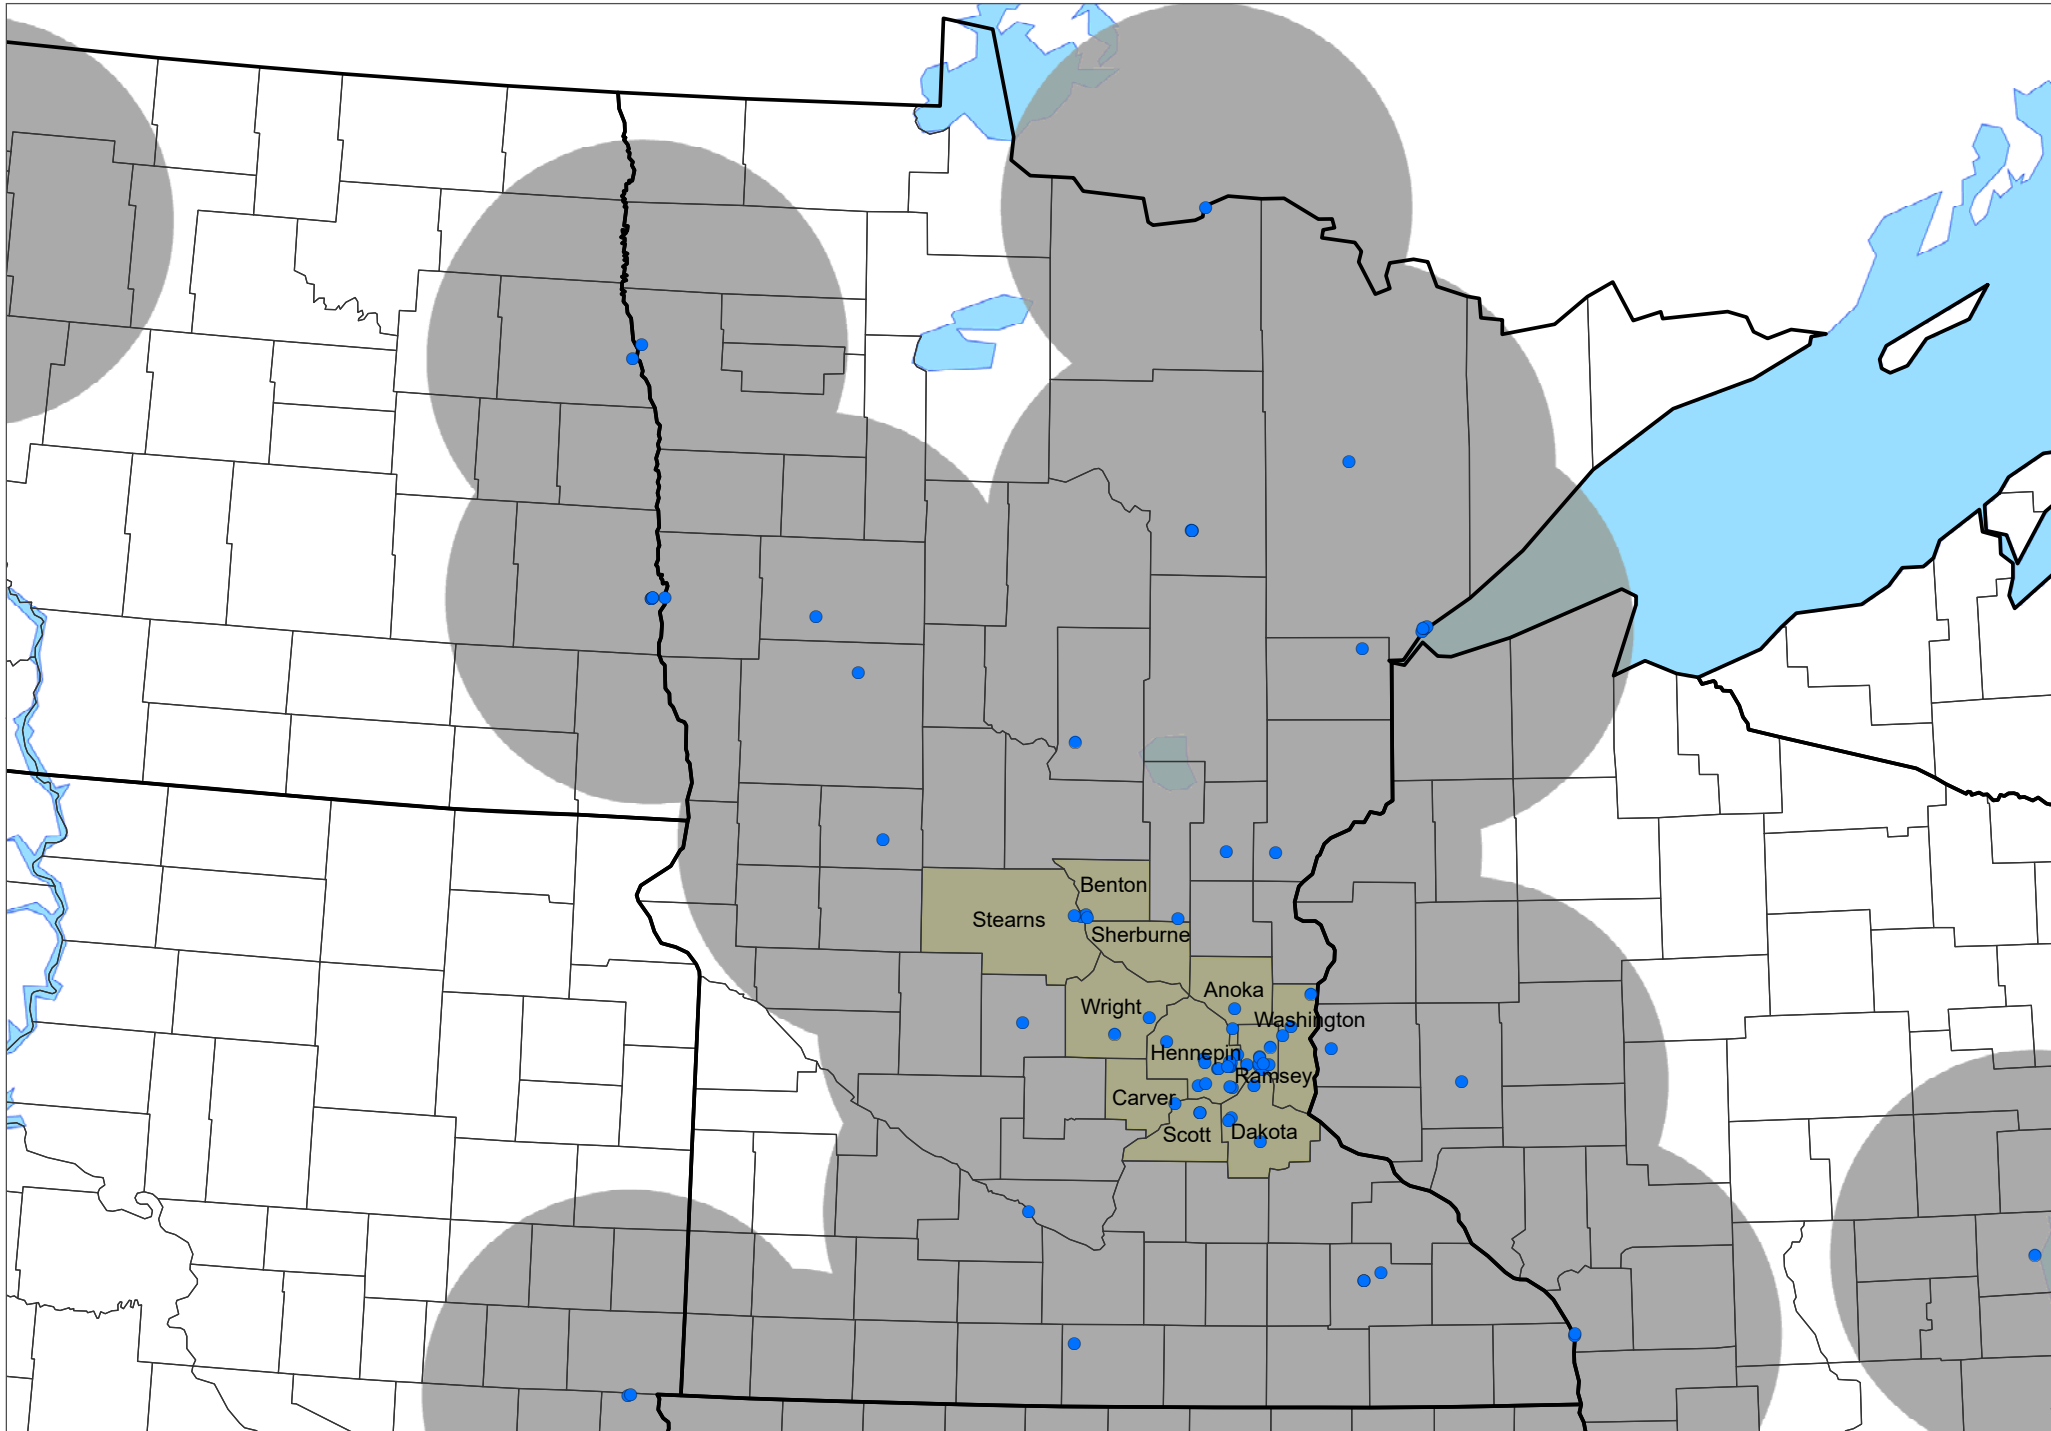 Benton
Stearns
Sherburne
Anoka
Wright
Washington
Hennepin
Ramsey
Carver
Scott
Dakota